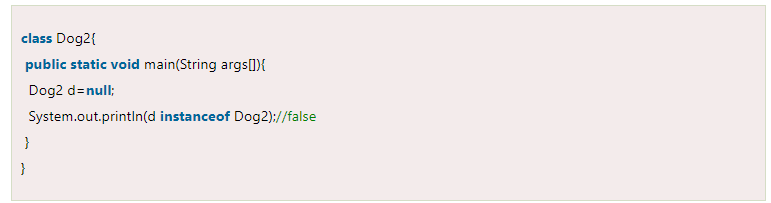 class Dog2{
public static void main(String args[]){
Dog2 d=null;
System.out.println(d instanceof Dog2);//false
}
}